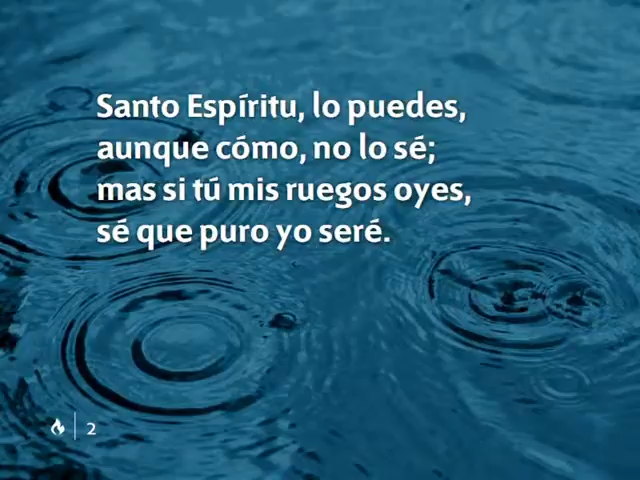 Santo Espíritu, lo puedes,
aunque cómo, no lo sé;
mas si tú mis ruegos oyes,
sé que puro yo seré.
2